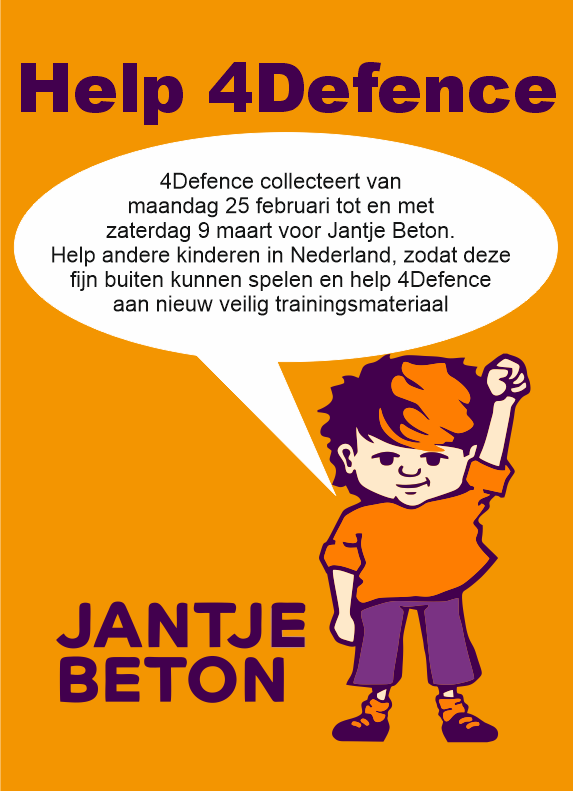 Help 4Defence
4Defence collecteert van
maandag 25 februari tot en met
zaterdag 9 maart voor Jantje Beton.
Help andere kinderen in Nederland, zodat deze
fijn buiten kunnen spelen en help 4Defence
aan nieuw veilig trainingsmateriaal
JANTJE
BETON